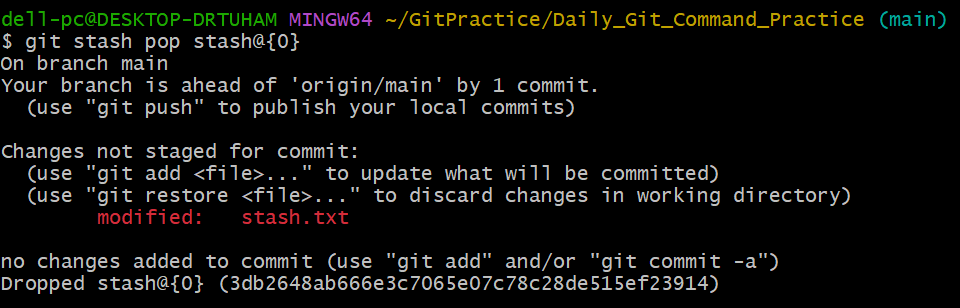 dell-pc@DESKTOP-DRTUHAM MINGW64 ~/GitPractice/Daily_Git_Command_Practice (main)
$ git stash pop stash@{0}
On branch main
Your branch is ahead of 'origin/main' by 1 commit.
  (use "git push" to publish your local commits)

Changes not staged for commit:
  (use "git add <file>..." to update what will be committed)
  (use "git restore <file>..." to discard changes in working directory)
        modified:   stash.txt

no changes added to commit (use "git add" and/or "git commit -a")
Dropped stash@{0} (3db2648ab666e3c7065e07c78c28de515ef23914)